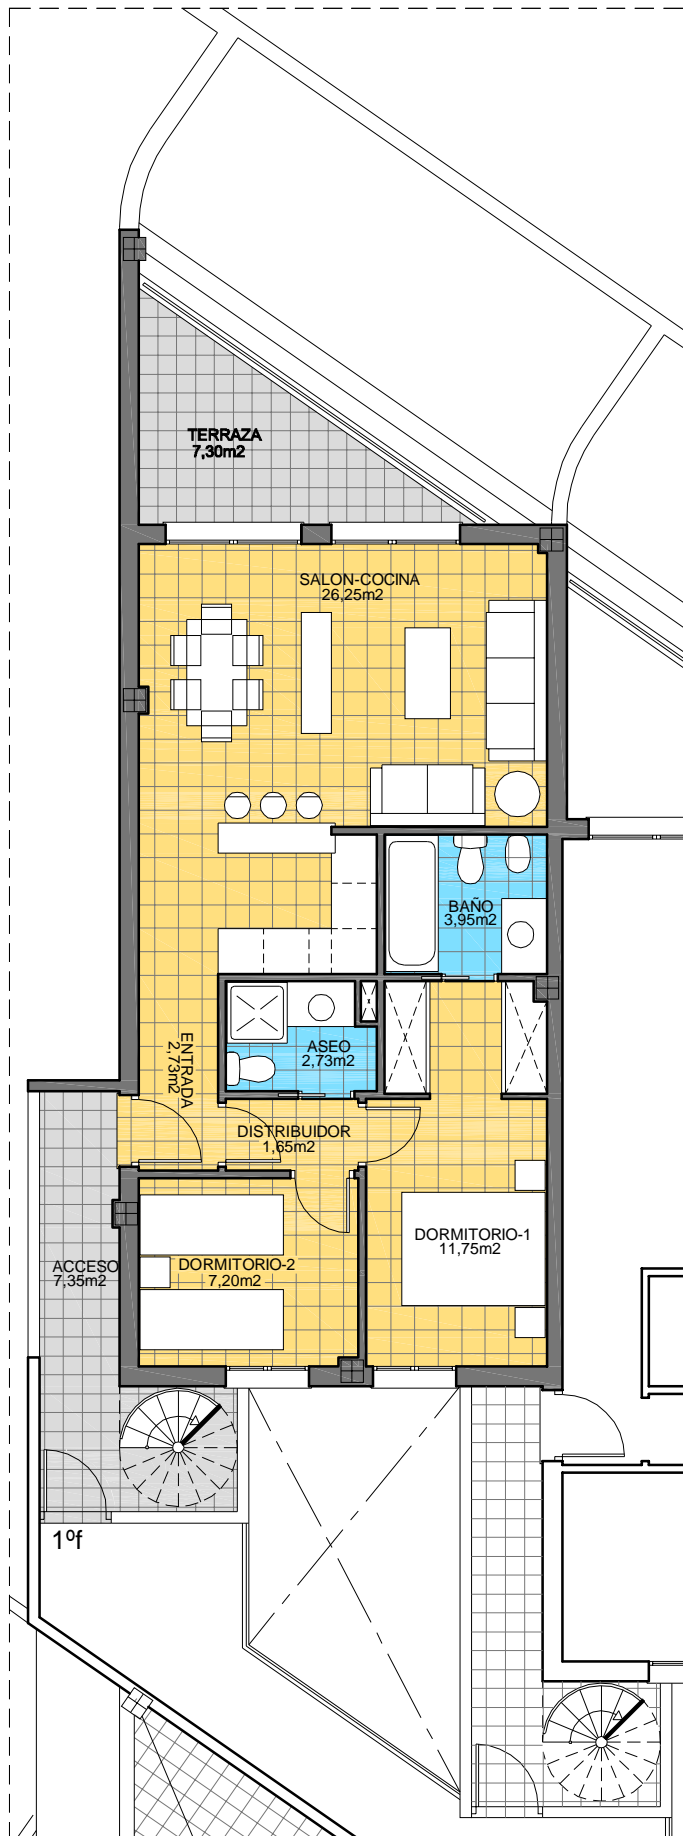 TERRAZA
7,30m2
SALON-COCINA
26,25m2
BAÑO
3,95m2
ENTRADA
2,73m2
ASEO
2,73m2
DISTRIBUIDOR
1,65m2
DORMITORIO-1
11,75m2
ACCESO
7,35m2
DORMITORIO-2
7,20m2
1ºf